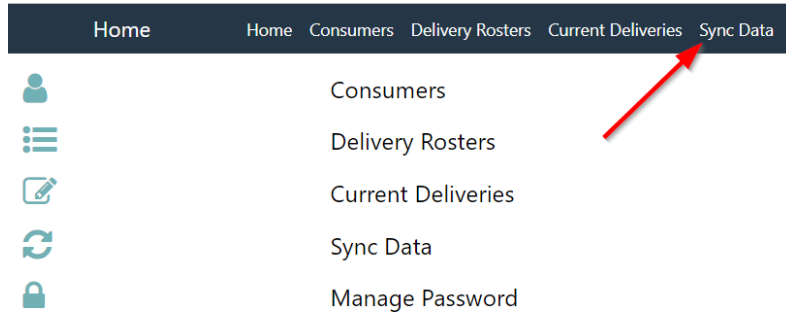 Home Home Consumers Delivery Rosters Current Deliveries Sync Data
Consumers
Delivery Rosters
Current Deliveries
Sync Data
Manage Password